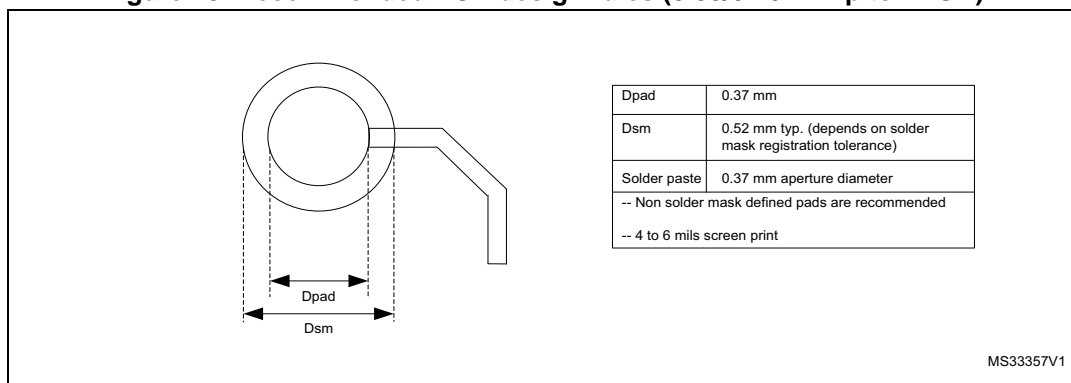 Dpad 0.37 mm
Dsm 0.52 mm typ. (depends on solder
mask registration tolerance)
Solder paste 0.37 mm aperture diameter
-- Non solder mask defined pads are recommended
-- 4 to 6 mils screen print
Dpad
Dsm
MS33357V1